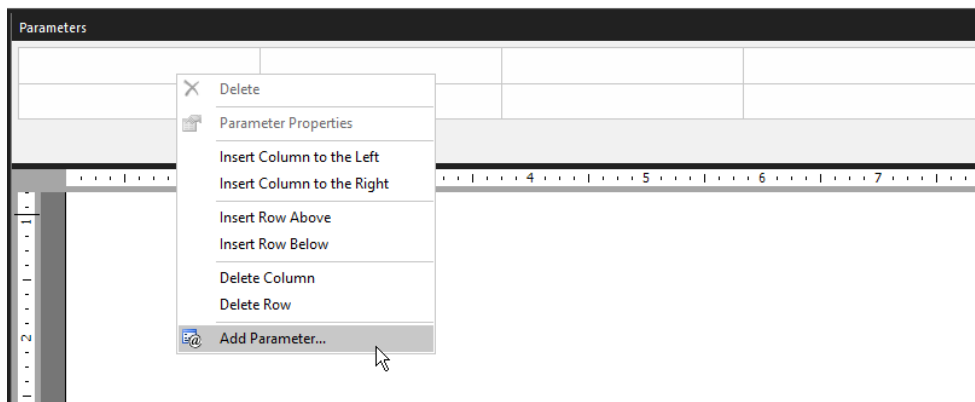 Parameters
Delete
Parameter Properties
Insert Column to the Left
Insert Column to the Right
Insert Row Above
Insert Row Below
Delete Column
Delete Row
Add Parameter...
4 5 6 7
1
2